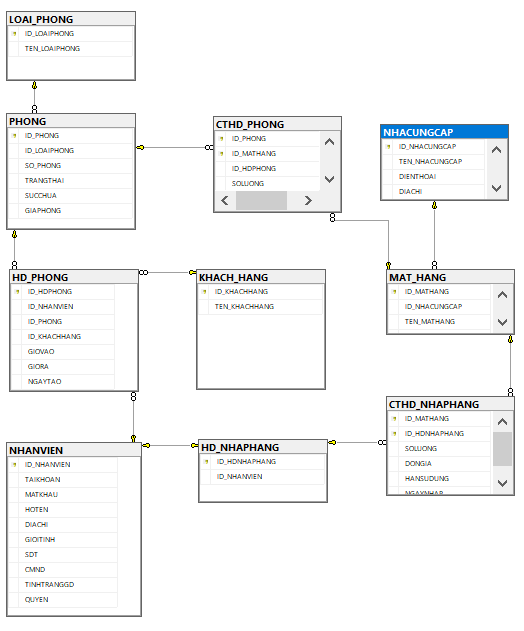 LOAI_PHONG
ID_LOAIPHONG
TEN_LOAIPHONG
PHONG
ID_PHONG
ID_LOAIPHONG
SO_PHONG
TRANGTHAI
SUCCHUA
GIAPHONG
CTHD_PHONG
ID_PHONG
ID_MATHANG
ID_HDPHONG
SOLUONG
NHACUNGCAP
ID_NHACUNGCAP
TEN_NHACUNGCAP
DIENTHOAI
DIACHI
HD_PHONG
ID_HDPHONG
ID_NHANVIEN
ID_PHONG
ID_KHACHHANG
GIOVAO
GIORA
NGAYTAO
KHACH_HANG
ID_KHACHHANG
TEN_KHACHHANG
MAT_HANG
ID_MATHANG
ID_NHACUNGCAP
TEN_MATHANG
CTHD_NHAPHANG
ID_MATHANG
ID_HDNHAPHANG
SOLUONG
DONGIA
HANSUDUNG
NGAYNHAP
NHANVIEN
ID_NHANVIEN
TAIKHOAN
MATKHAU
HOTEN
DIACHI
GIOITINH
SDT
CMND
TINHTRANGGD
QUYEN
HD_NHAPHANG
ID_HDNHAPHANG
ID_NHANVIEN